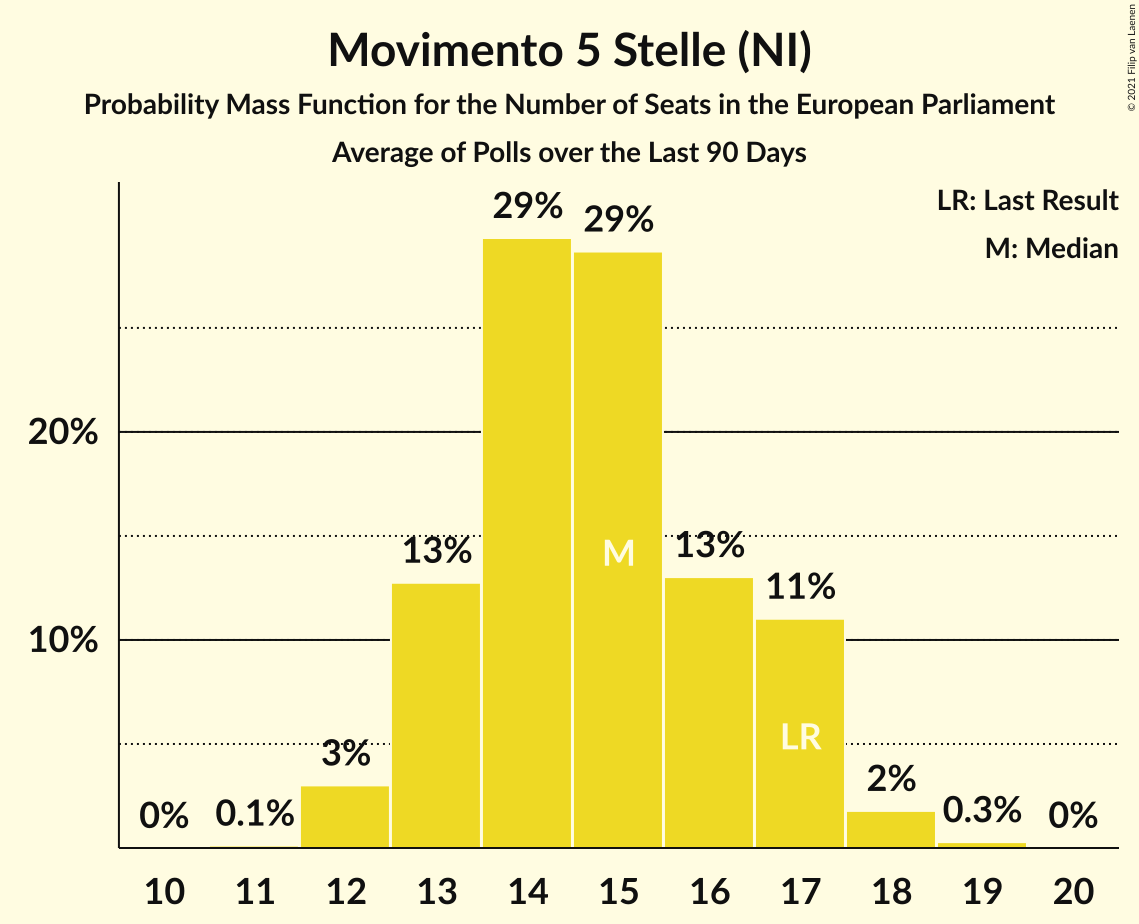 Movimento 5 Stelle (NI)
Probability Mass Function for the Number of Seats in the European Parliament
Average of Polls over the Last 90 Days
© 2021 Filip van Laenen
LR: Last Result
M: Median
29%
29%
20%
13%
M
13%
11%
10%
LR
3%
2%
0%
0.1%
0.3%
0%
10 11 12 13 14 15 16 17 18 19 20